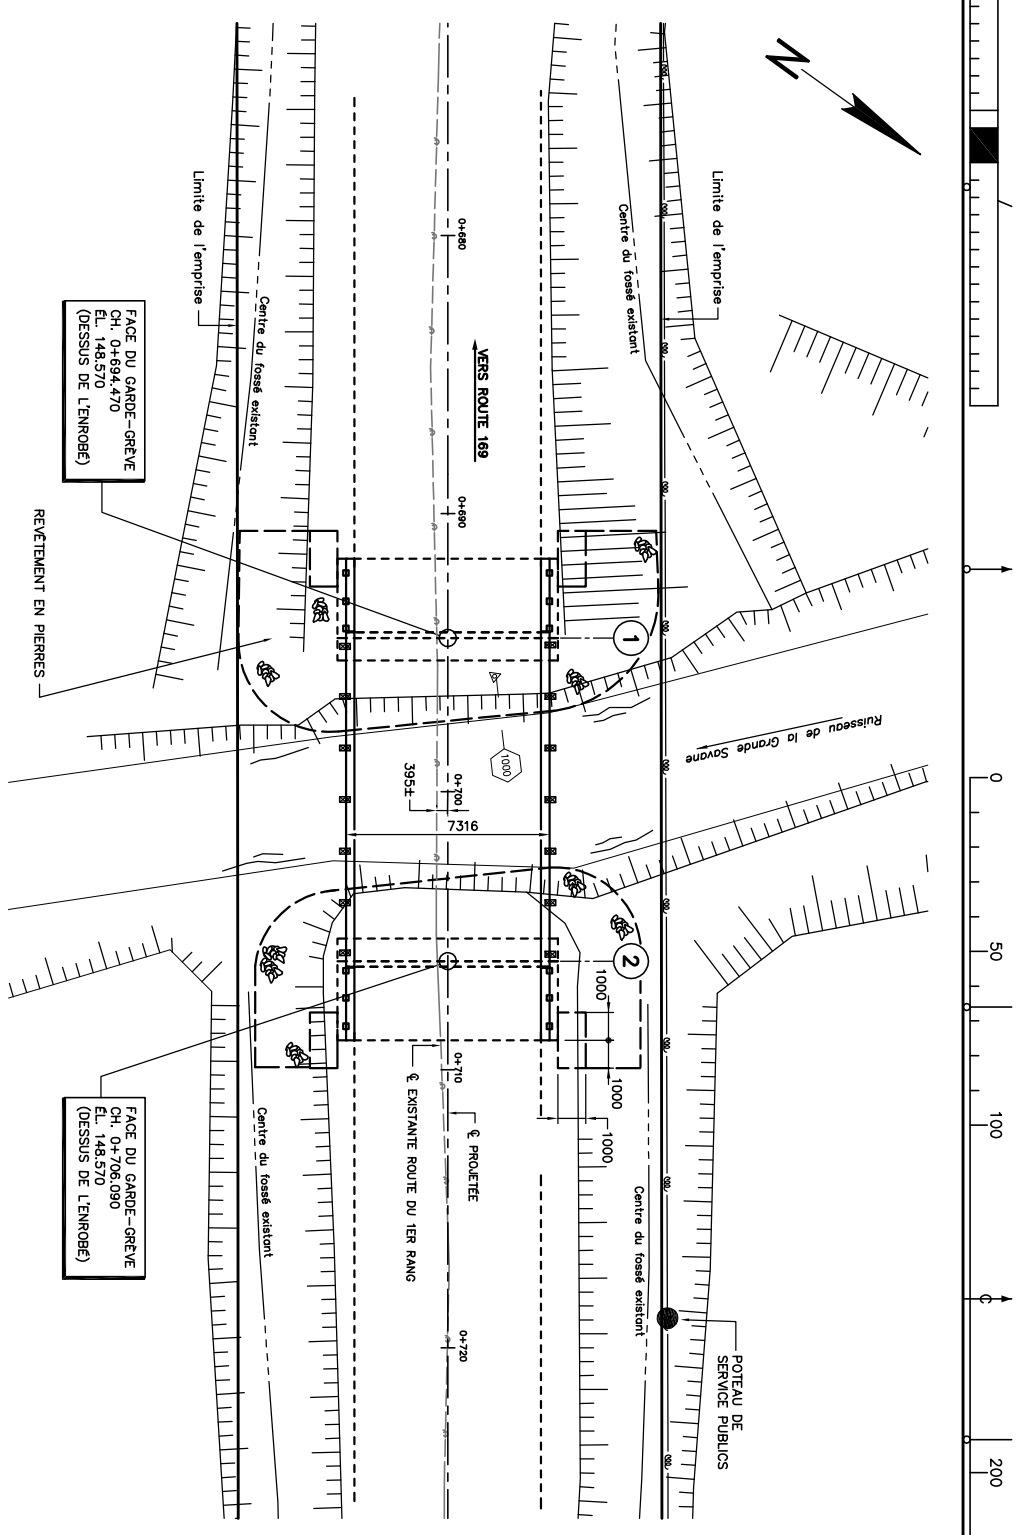 N
Limite de l'emprise
Centre du fossé existant
Limite de l'emprise
Centre du fossé existant
0+680
VERS ROUTE 169
0+690
FACE DU GARDE-GRÈVE
CH. 0+694.470
ÉL. 148.570
(DESSUS DE L'ENROBÉ)
REVÊTEMENT EN PIERRES
1
Ruisseau de la Grande Savane
1000
0+700
395±
7316
2
1000
1000
1000
0+710
℄ PROJETÉE
℄ EXISTANTE ROUTE DU 1ER RANG
FACE DU GARDE-GRÈVE
CH. 0+706.090
ÉL. 148.570
(DESSUS DE L'ENROBÉ)
Centre du fossé existant
Centre du fossé existant
POTEAU DE
SERVICE PUBLICS
0+720
0
50
100
C
200